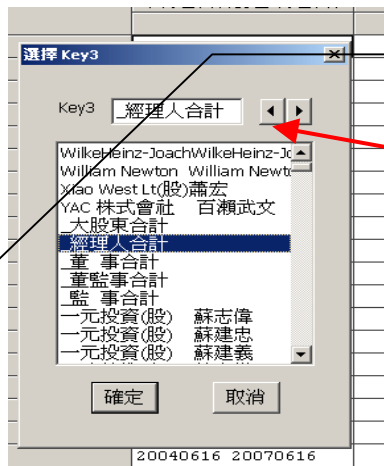 選擇 Key3
Key3 _經理人合計
WilkeHeinz-JoachWilkeHeinz-Jo
William Newton William Newto
Xiao West Lt(股)蕭宏
YAC 株式會社 百瀨武文
_大股東合計
_經理人合計
_董 事合計
_董監事合計
_監 事合計
一元投資(股) 蘇志偉
一元投資(股) 蘇建忠
一元投資(股) 蘇建義
確定 取消
20040616 20070616